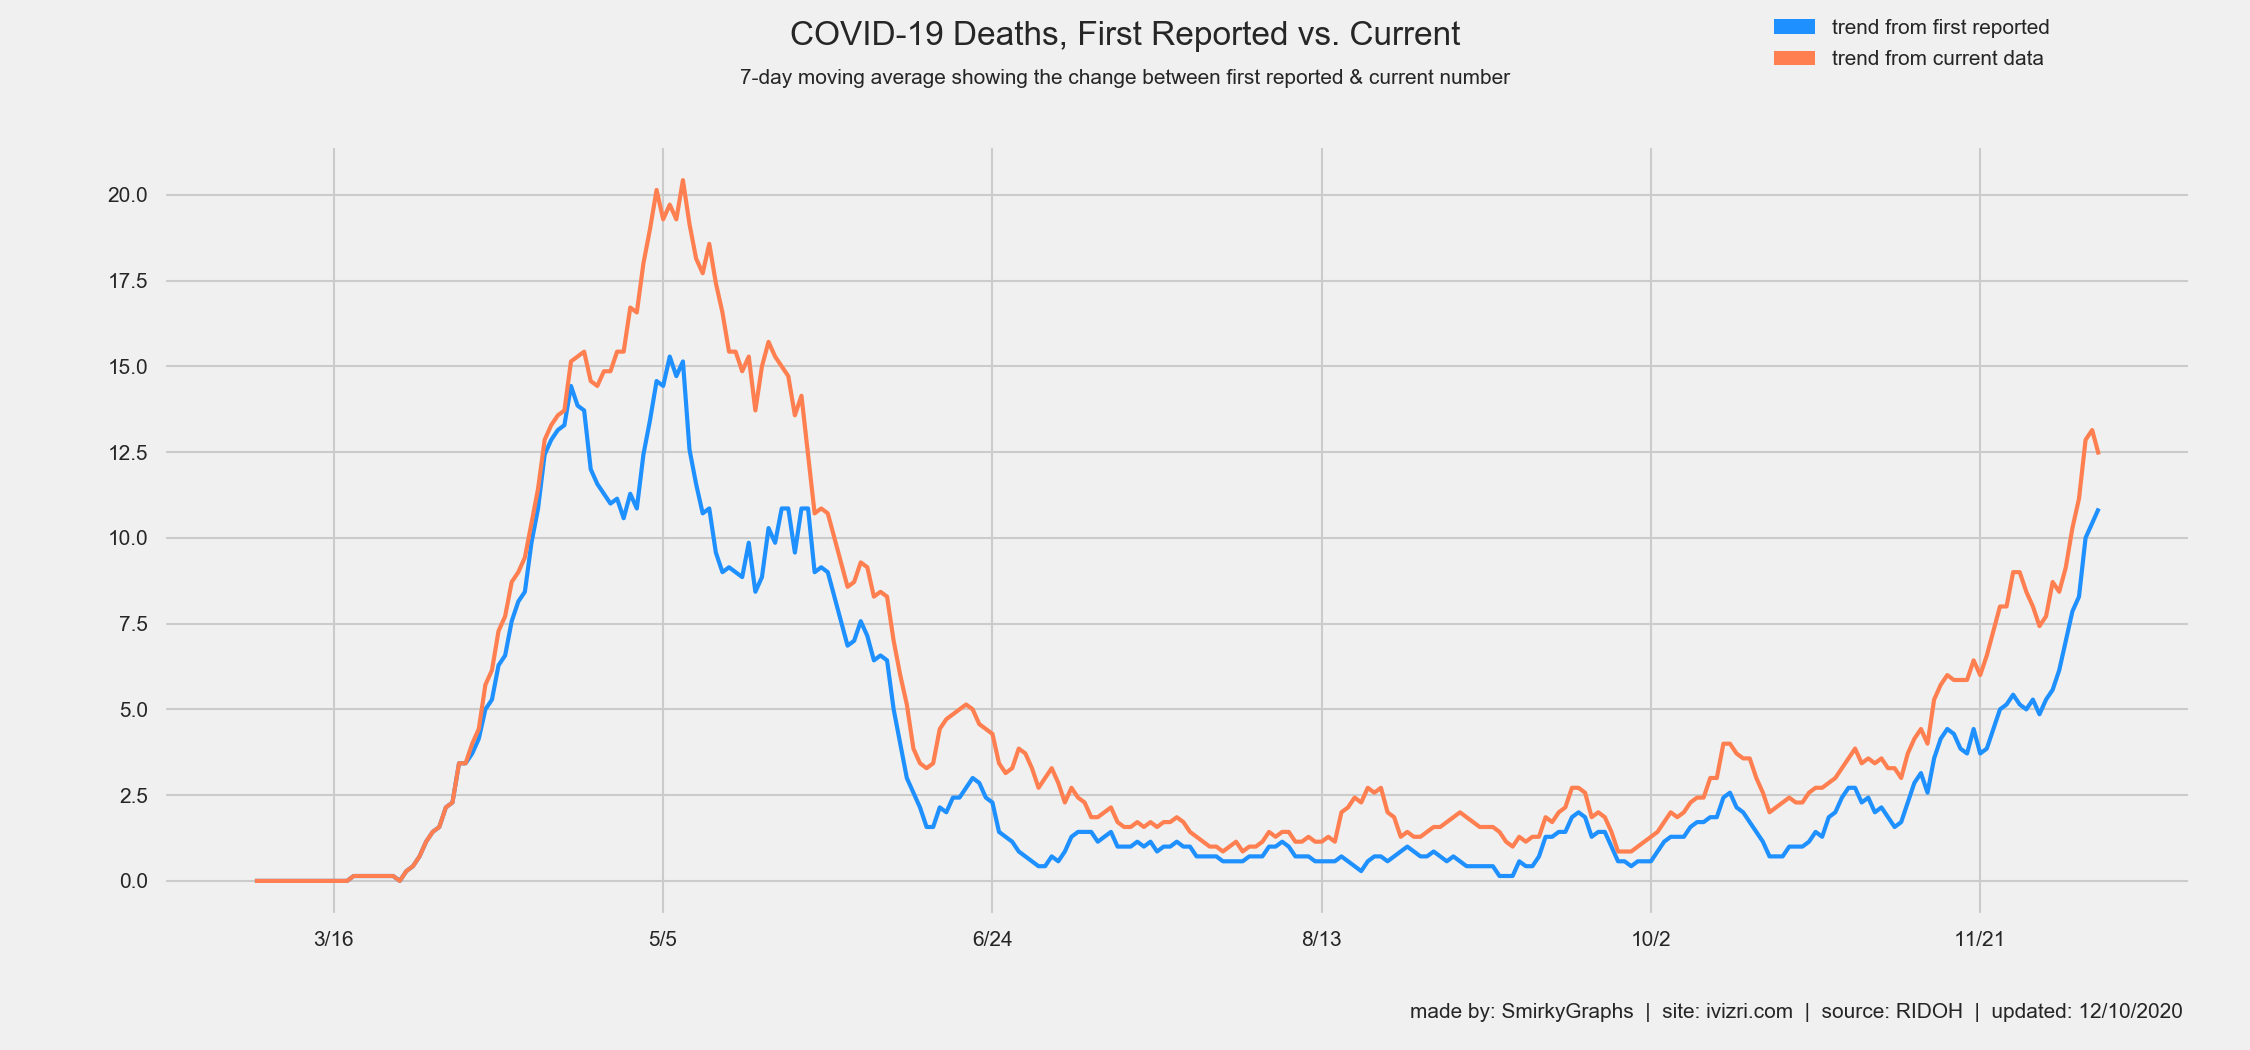 COVID-19 Deaths, First Reported vs. Current
7-day moving average showing the change between first reported & current number
trend from first reported
trend from current data
20.0
17.5
15.0
12.5
10.0
7.5
5.0
2.5
0.0
3/16 5/5 6/24 8/13 10/2 11/21
made by: SmirkyGraphs | site: ivizri.com | source: RIDOH | updated: 12/10/2020